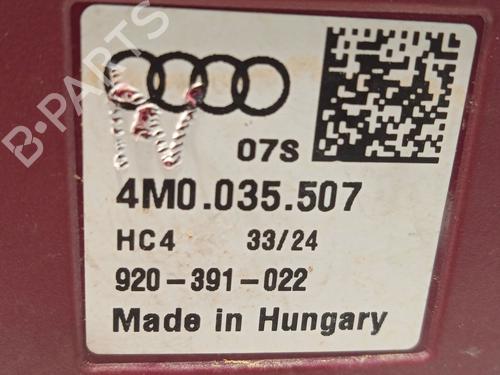 B-PARTS
07S
4M0.035.507
HC4 33/24
920-391-022
Made in Hungary